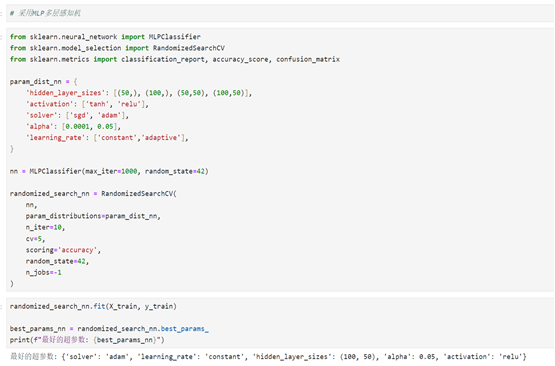 # 采用MLP多层感知机
from sklearn.neural_network import MLPClassifier
from sklearn.model_selection import RandomizedSearchCV
from sklearn.metrics import classification_report, accuracy_score, confusion_matrix
param_dist_nn = {
    'hidden_layer_sizes': [(50,), (100,), (50,50), (100,50)],
    'activation': ['tanh', 'relu'],
    'solver': ['sgd', 'adam'],
    'alpha': [0.0001, 0.05],
    'learning_rate': ['constant','adaptive'],
}
nn = MLPClassifier(max_iter=1000, random_state=42)
randomized_search_nn = RandomizedSearchCV(
    nn,
    param_distributions=param_dist_nn,
    n_iter=10,
    cv=5,
    scoring='accuracy',
    random_state=42,
    n_jobs=-1
)
randomized_search_nn.fit(X_train, y_train)
best_params_nn = randomized_search_nn.best_params_
print(f"最好的超参数: {best_params_nn}")
最好的超参数: {'solver': 'adam', 'learning_rate': 'constant', 'hidden_layer_sizes': (100, 50), 'alpha': 0.05, 'activation': 'relu'}